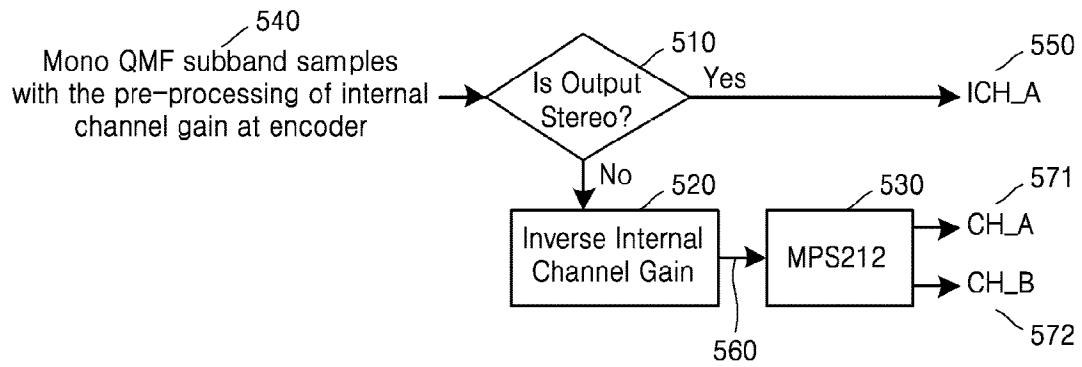 540
Mono QMF subband samples
with the pre-processing of internal
channel gain at encoder
510
Is Output
Stereo?
Yes
550
ICH_A
No
520
Inverse Internal
Channel Gain
560
530
MPS212
571
CH_A
CH_B
572